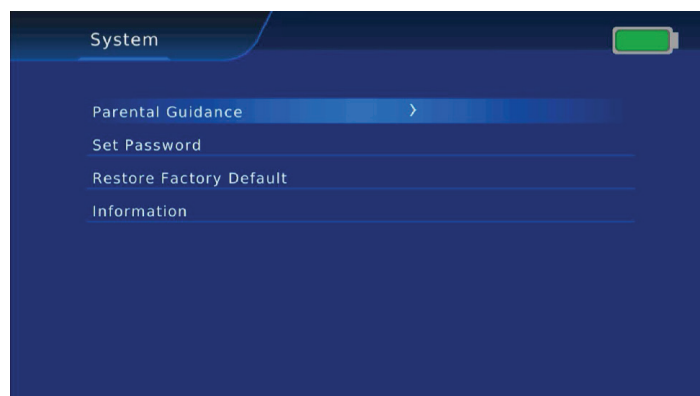 System
Parental Guidance
Set Password
Restore Factory Default
Information